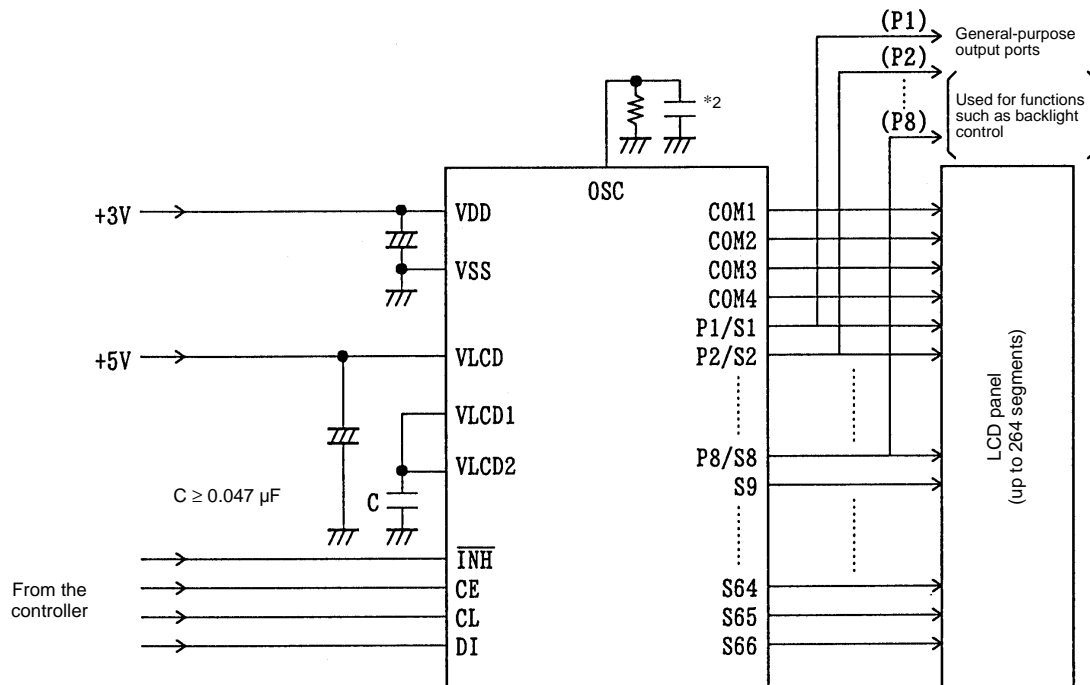 (P1)
General-purpose
output ports
(P2)
*2
Used for functions
such as backlight
control
(P8)
OSC
+3V
VDD
COM1
COM2
VSS
COM3
COM4
P1/S1
+5V
VLCD
P2/S2
VLCD1
VLCD2
P8/S8
S9
C ≥ 0.047 µF
C
LCD panel
(up to 264 segments)
INH
From the
controller
CE
S64
CL
S65
DI
S66